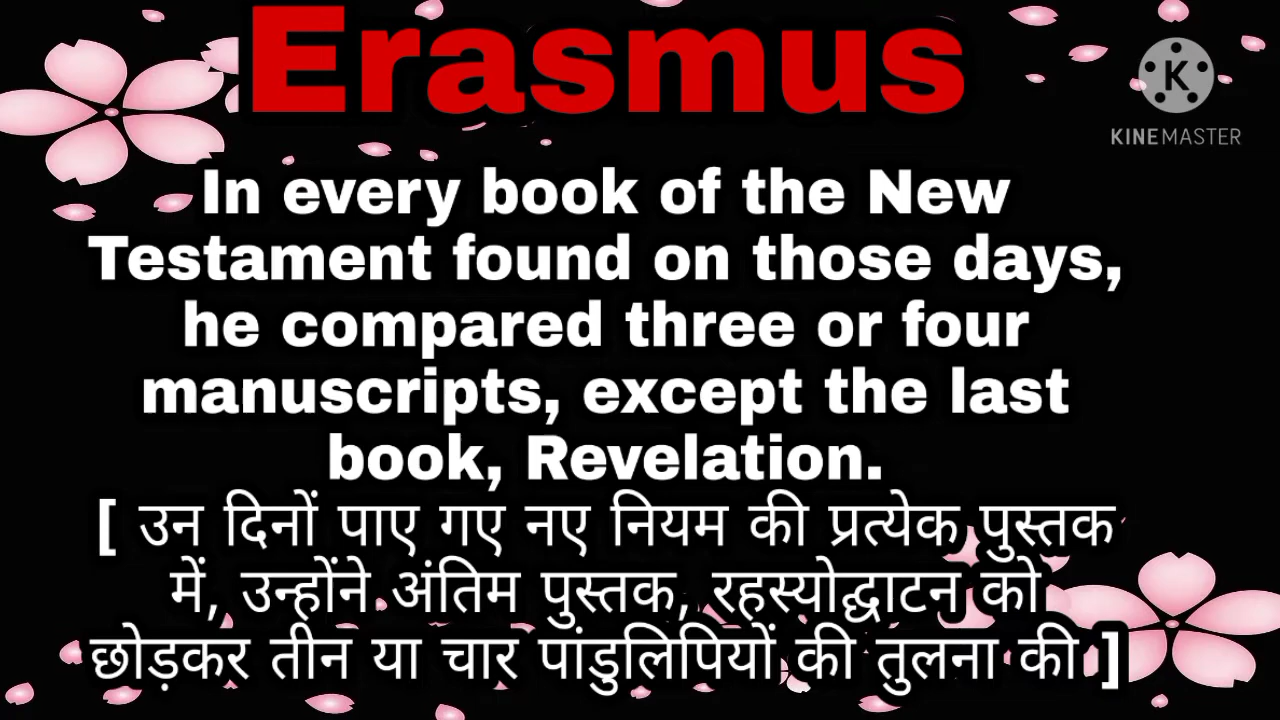 Erasmus
KINEMASTER
In every book of the New
Testament found on those days,
he compared three or four
manuscripts, except the last
book, Revelation.
[ उन दिनों पाए गए नए नियम की प्रत्येक पुस्तक
में, उन्होंने अंतिम पुस्तक, रहस्योद्घाटन को
छोड़कर तीन या चार पांडुलिपियों की तुलना की ]